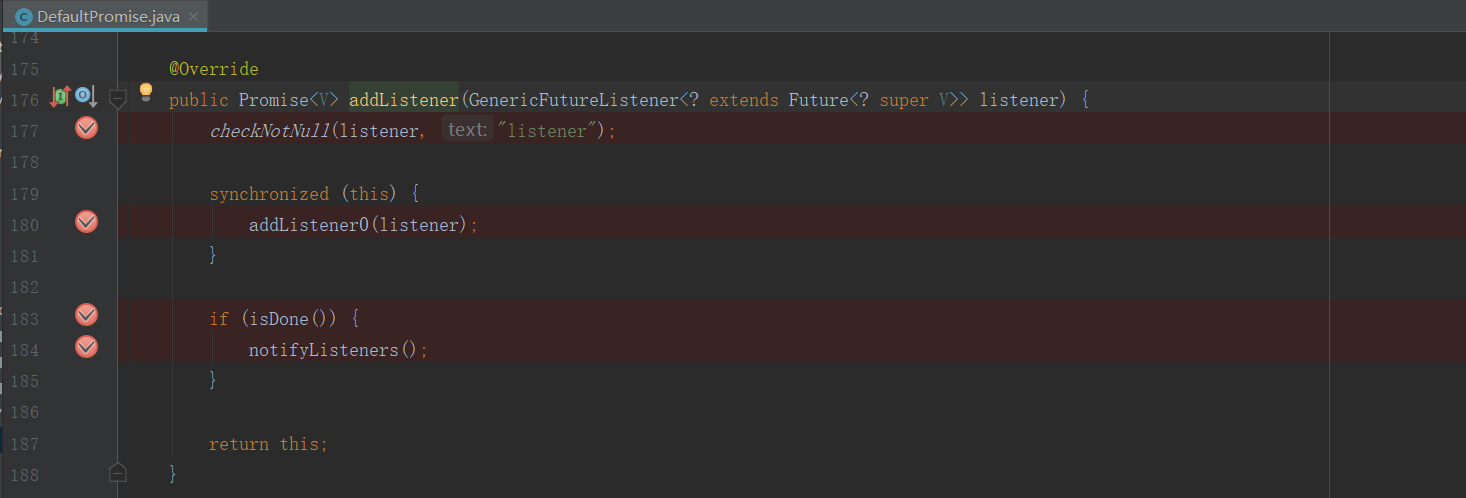 DefaultPromise.java
174
175 @Override
176 public Promise<V> addListener(GenericFutureListener<? extends Future<? super V>> listener) {
177 checkNotNull(listener, text: "listener");
178
179 synchronized (this) {
180 addListener0(listener);
181 }
182
183 if (isDone()) {
184 notifyListeners();
185 }
186
187 return this;
188 }